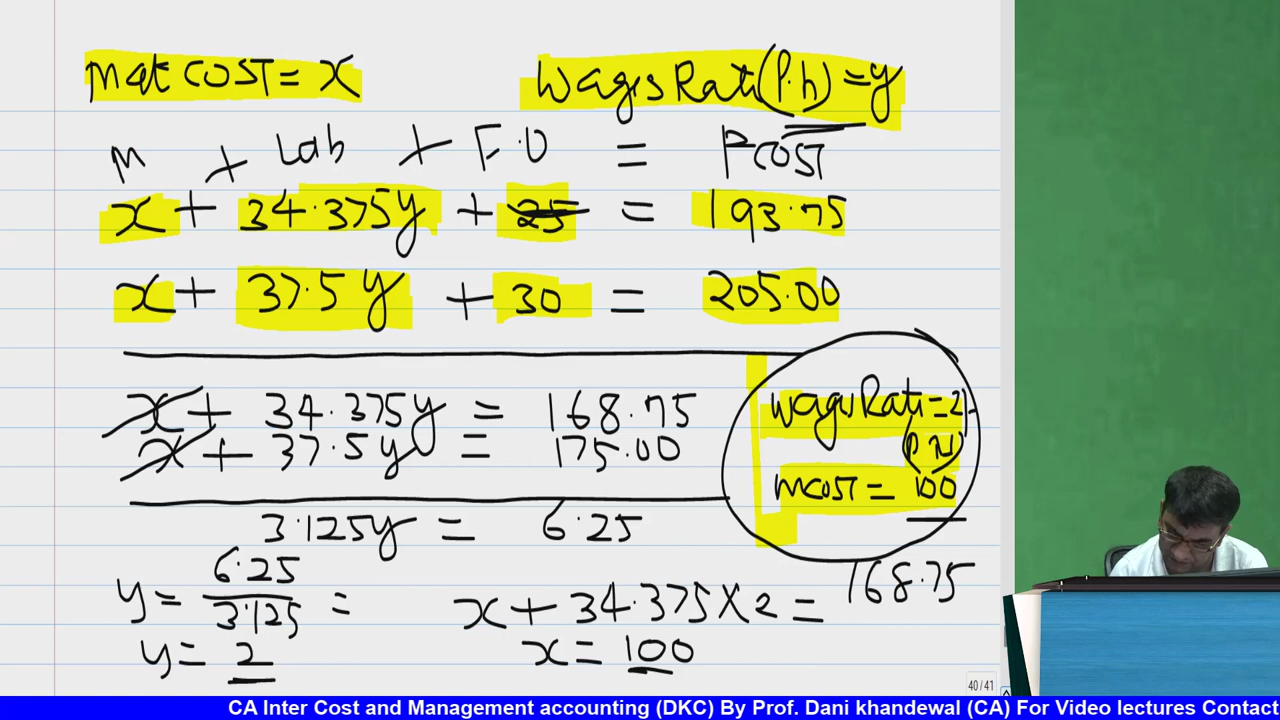 Mat COST = x
Wages Rate (P.h) = y
M + Lab + F.O = F COST
x + 34.375y + 25 = 193.75
x + 37.5y + 30 = 205.00
x + 34.375y = 168.75
x + 37.5y = 175.00
3.125y = 6.25
y = 6.25 / 3.125 =
y = 2
Wages Rate = 2/-
(P.H)
mcost = 100
x + 34.375 X 2 = 168.75
x = 100
40 / 41
CA Inter Cost and Management accounting (DKC) By Prof. Dani khandewal (CA) For Video lectures Contact